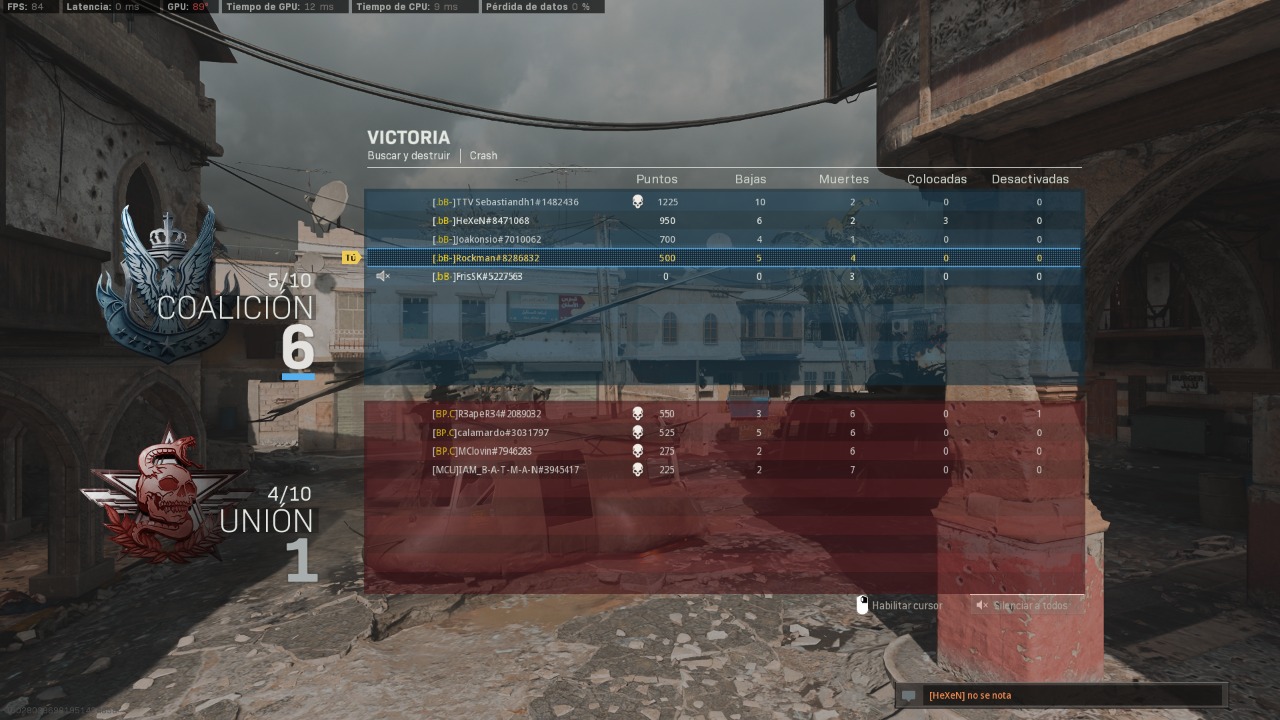 FPS: 84 Latencia: 0 ms GPU: 89° Tiempo de GPU: 12 ms Tiempo de CPU: 9 ms Pérdida de datos 0 %
VICTORIA
Buscar y destruir | Crash
Puntos Bajas Muertes Colocadas Desactivadas
[.bB-]TTV Sebastiandh1#1482436 1225 10 2 0 0
[.bB-]HeXeN#8471068 950 6 2 3 0
[.bB-]Joakonsio#7010062 700 4 1 0 0
TÚ [.bB-]Rockman#8286832 500 5 4 0 0
[.bB-]FrisSK#5227563 0 0 3 0 0
5/10
COALICIÓN
6
[BP.C]R3apeR34#2089032 550 3 6 0 1
[BP.C]calamardo#3031797 525 5 6 0 0
[BP.C]MClovin#7946283 275 2 6 0 0
[MCU]IAM_B-A-T-M-A-N#3945417 225 2 7 0 0
4/10
UNIÓN
1
Habilitar cursor Silenciar a todos
[HeXeN] no se nota